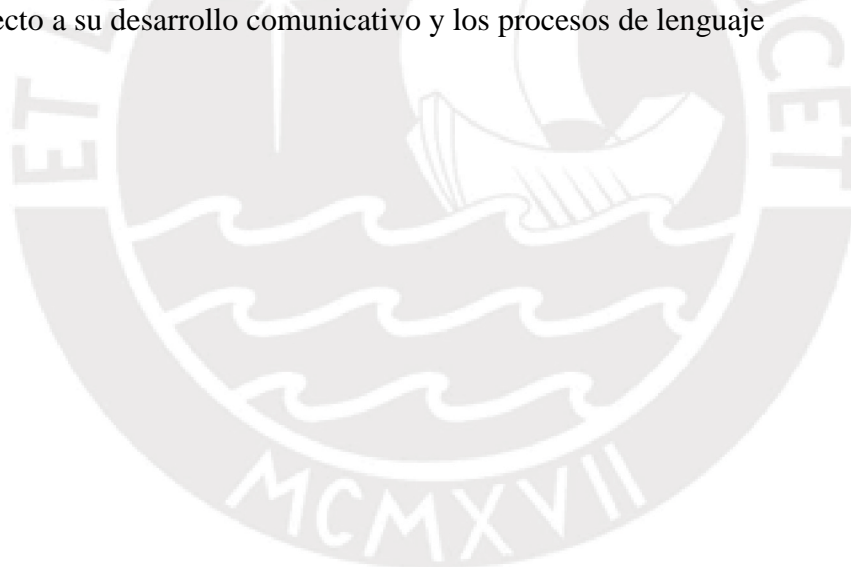 ecto a su desarrollo comunicativo y los procesos de lenguaje
ET
CET
MCMXVII